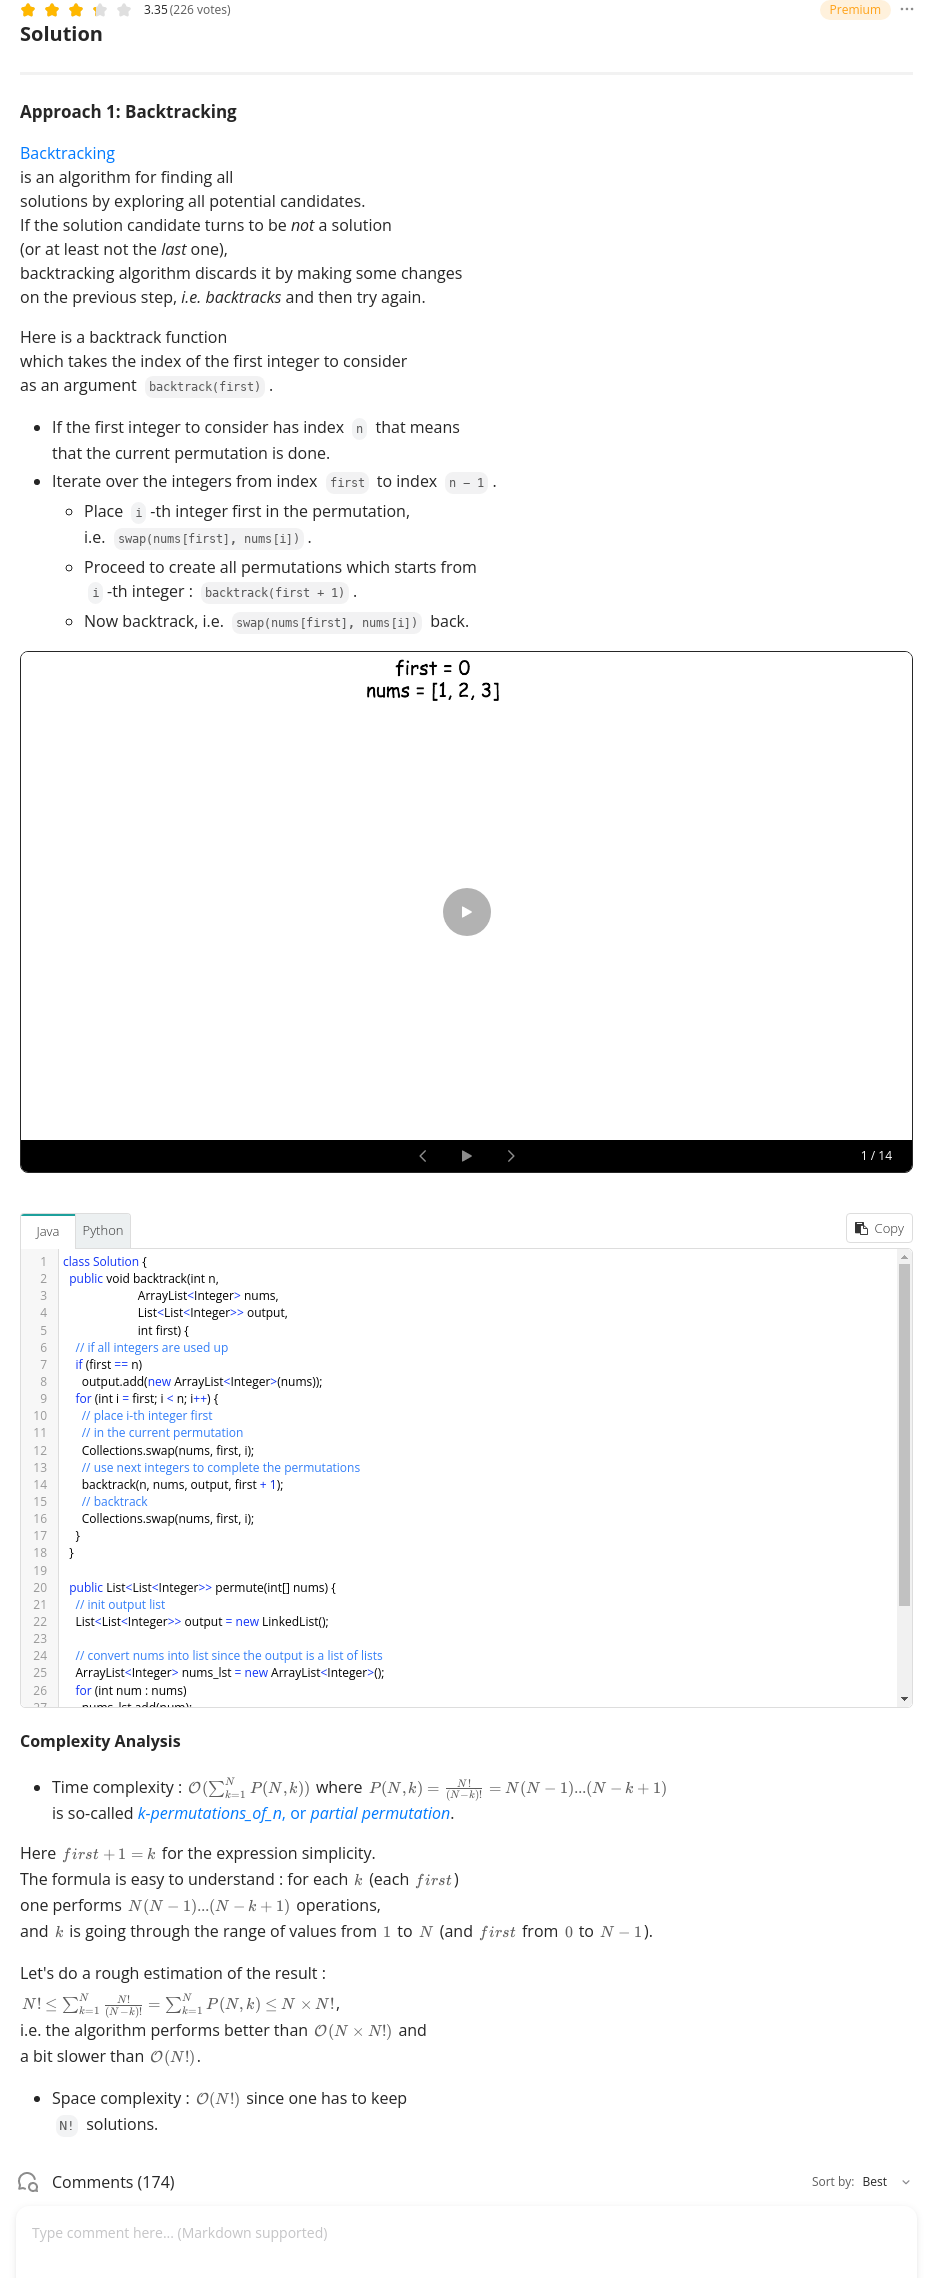 3.35 (226 votes)
Premium
Solution
Approach 1: Backtracking
Backtracking
is an algorithm for finding all
solutions by exploring all potential candidates.
If the solution candidate turns to be not a solution
(or at least not the last one),
backtracking algorithm discards it by making some changes
on the previous step, i.e. backtracks and then try again.
Here is a backtrack function
which takes the index of the first integer to consider
as an argument backtrack(first) .
• If the first integer to consider has index n that means
that the current permutation is done.
• Iterate over the integers from index first to index n - 1 .
◦ Place i -th integer first in the permutation,
i.e. swap(nums[first], nums[i]) .
◦ Proceed to create all permutations which starts from
i -th integer : backtrack(first + 1) .
◦ Now backtrack, i.e. swap(nums[first], nums[i]) back.
first = 0
nums = [1, 2, 3]
1 / 14
Java Python Copy
1 class Solution {
2 public void backtrack(int n,
3 ArrayList<Integer> nums,
4 List<List<Integer>> output,
5 int first) {
6 // if all integers are used up
7 if (first == n)
8 output.add(new ArrayList<Integer>(nums));
9 for (int i = first; i < n; i++) {
10 // place i-th integer first
11 // in the current permutation
12 Collections.swap(nums, first, i);
13 // use next integers to complete the permutations
14 backtrack(n, nums, output, first + 1);
15 // backtrack
16 Collections.swap(nums, first, i);
17 }
18 }
19
20 public List<List<Integer>> permute(int[] nums) {
21 // init output list
22 List<List<Integer>> output = new LinkedList();
23
24 // convert nums into list since the output is a list of lists
25 ArrayList<Integer> nums_lst = new ArrayList<Integer>();
26 for (int num : nums)
27 nums_lst.add(num);
Complexity Analysis
• Time complexity : 𝒪(∑_{k=1}^{N} P(N, k)) where P(N, k) = N!/(N−k)! = N(N − 1)...(N − k + 1)
is so-called k-permutations_of_n, or partial permutation.
Here first + 1 = k for the expression simplicity.
The formula is easy to understand : for each k (each first)
one performs N(N − 1)...(N − k + 1) operations,
and k is going through the range of values from 1 to N (and first from 0 to N − 1).
Let's do a rough estimation of the result :
N! ≤ ∑_{k=1}^{N} N!/(N−k)! = ∑_{k=1}^{N} P(N, k) ≤ N × N!,
i.e. the algorithm performs better than 𝒪(N × N!) and
a bit slower than 𝒪(N!).
• Space complexity : 𝒪(N!) since one has to keep
N! solutions.
Comments (174)
Sort by: Best
Type comment here... (Markdown supported)